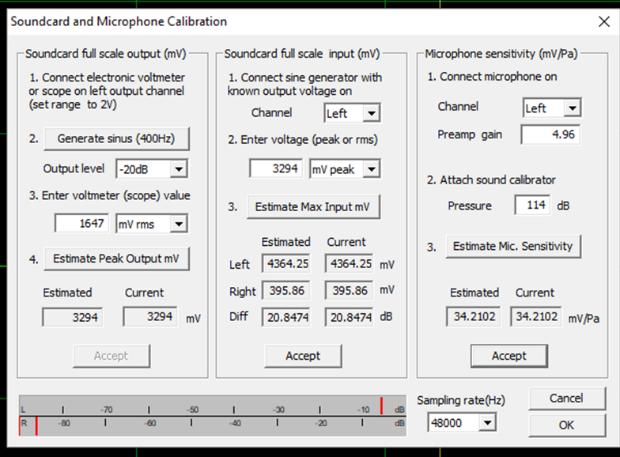 Soundcard and Microphone Calibration
Soundcard full scale output (mV)
1. Connect electronic voltmeter
or scope on left output channel
(set range to 2V)
2. Generate sinus (400Hz)
Output level -20dB
3. Enter voltmeter (scope) value
1647 mV rms
4. Estimate Peak Output mV
Estimated Current
3294 3294 mV
Accept
Soundcard full scale input (mV)
1. Connect sine generator with
known output voltage on
Channel Left
2. Enter voltage (peak or rms)
3294 mV peak
3. Estimate Max Input mV
Estimated Current
Left 4364.25 4364.25 mV
Right 395.86 395.86 mV
Diff 20.8474 20.8474 dB
Accept
Microphone sensitivity (mV/Pa)
1. Connect microphone on
Channel Left
Preamp gain 4.96
2. Attach sound calibrator
Pressure 114 dB
3. Estimate Mic. Sensitivity
Estimated Current
34.2102 34.2102 mV/Pa
Accept
L -70 -50 -30 -10 dB
R -80 -60 -40 -20 dB
Sampling rate(Hz)
48000
Cancel
OK